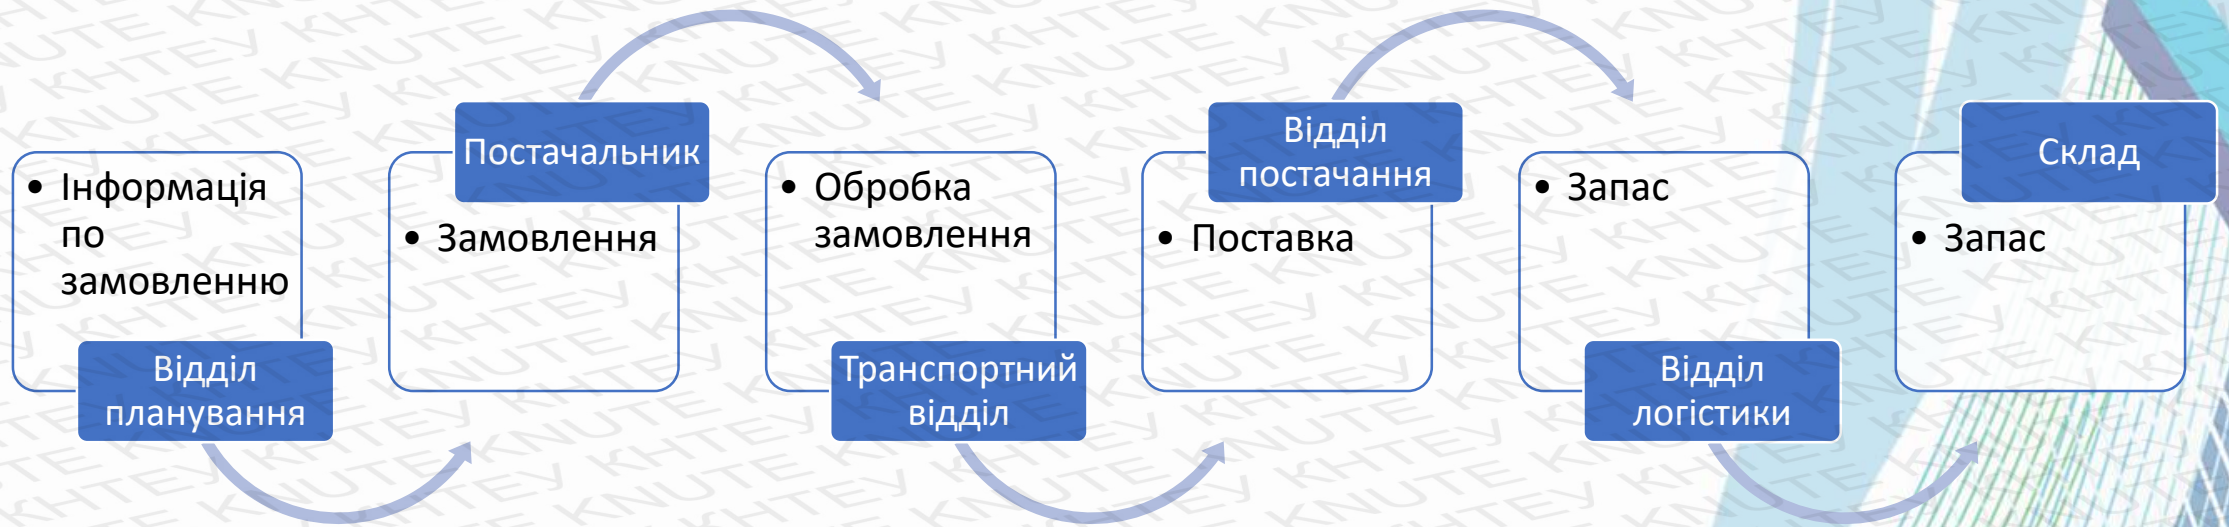 • Інформація
по
замовленню
Відділ
планування
Постачальник
• Замовлення
• Обробка
замовлення
Транспортний
відділ
Відділ
постачання
• Поставка
• Запас
Відділ
логістики
Склад
• Запас